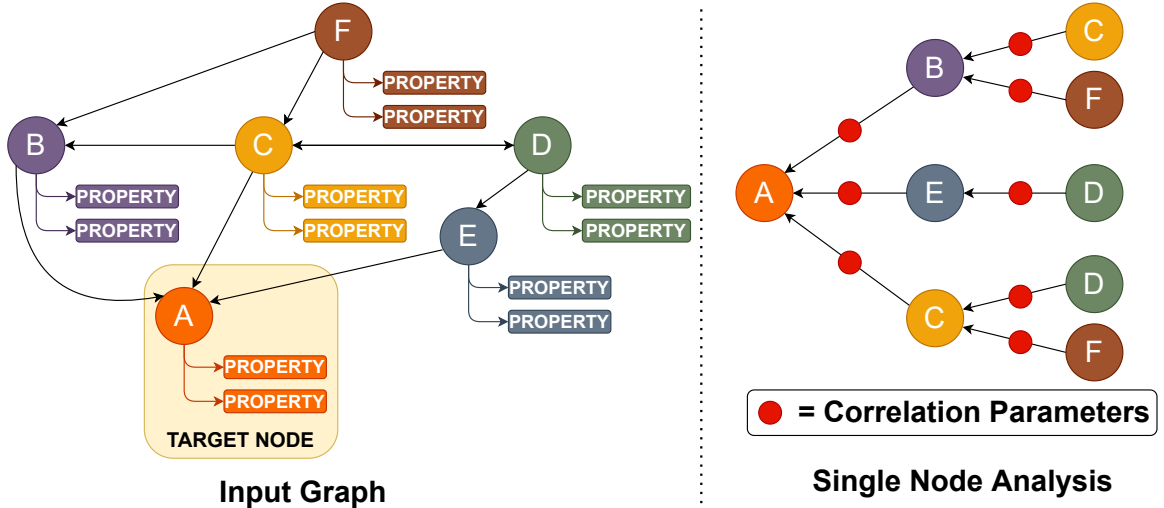 F
PROPERTY
PROPERTY
B
PROPERTY
PROPERTY
C
PROPERTY
PROPERTY
D
PROPERTY
PROPERTY
E
PROPERTY
PROPERTY
A
PROPERTY
PROPERTY
TARGET NODE
Input Graph
C
B
F
A
E
D
D
C
F
= Correlation Parameters
Single Node Analysis